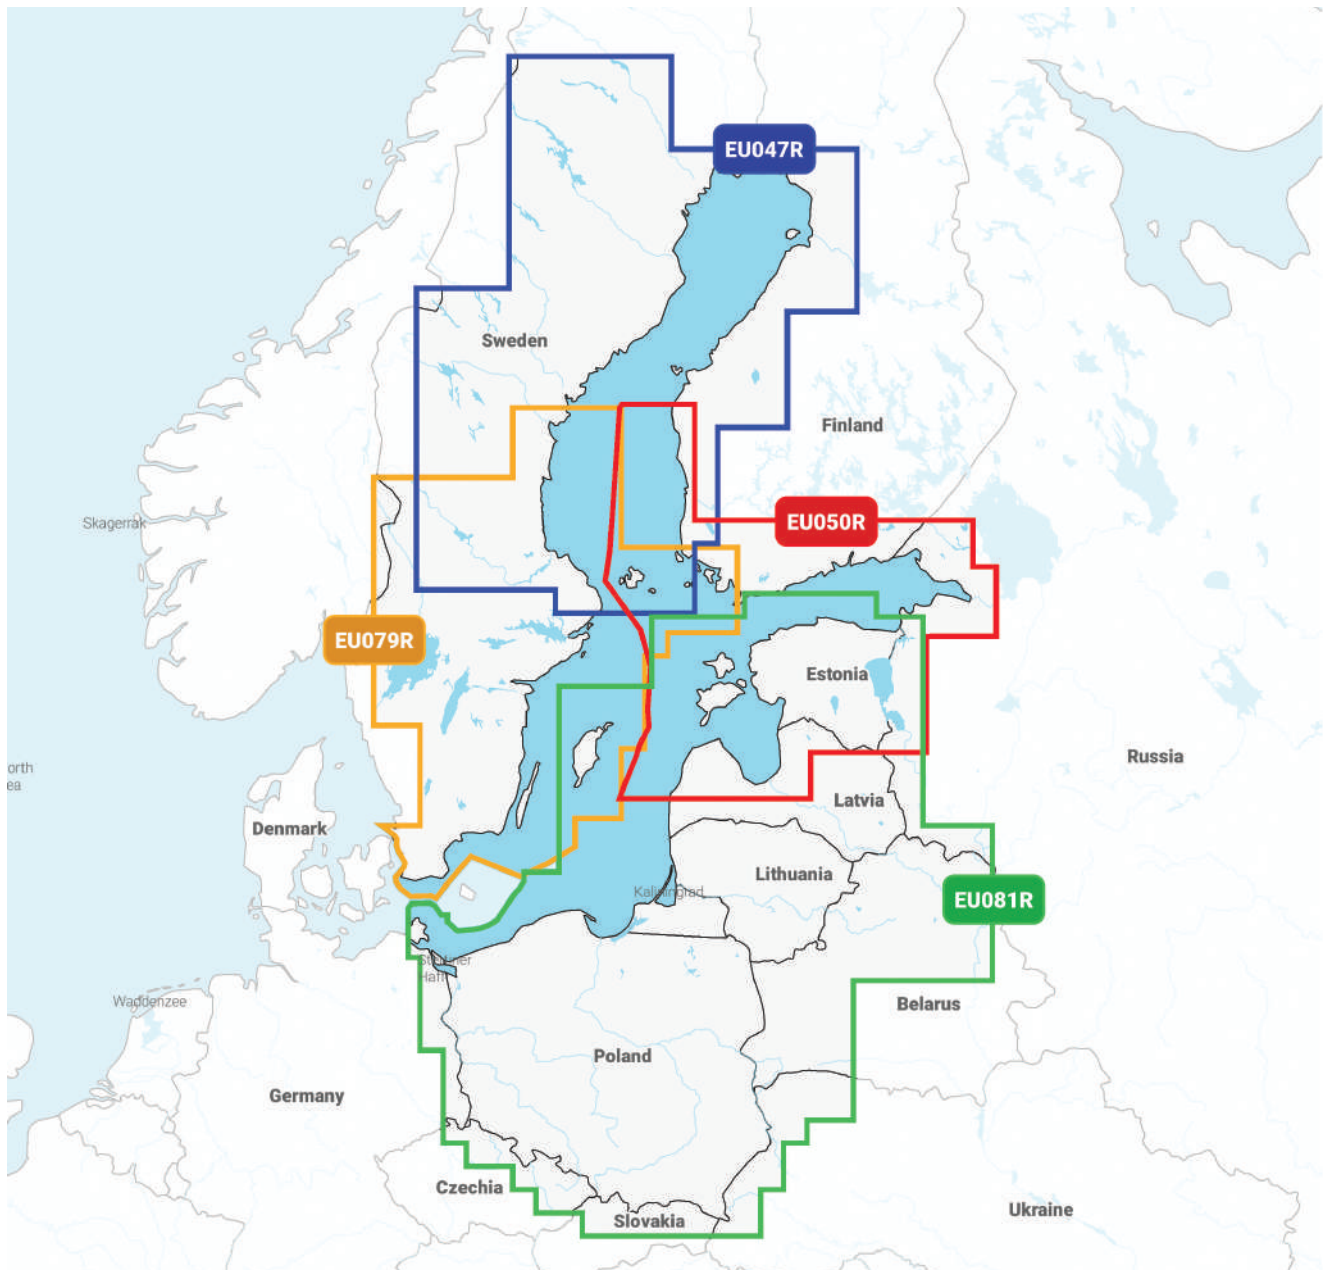 EU047R
Sweden
Finland
Skagerrak
EU050R
EU079R
Estonia
Russia
orth
ea
Latvia
Denmark
Lithuania
Kaliningrad
EU081R
Haff
Waddenzee
Belarus
Poland
Germany
Czechia
Slovakia
Ukraine